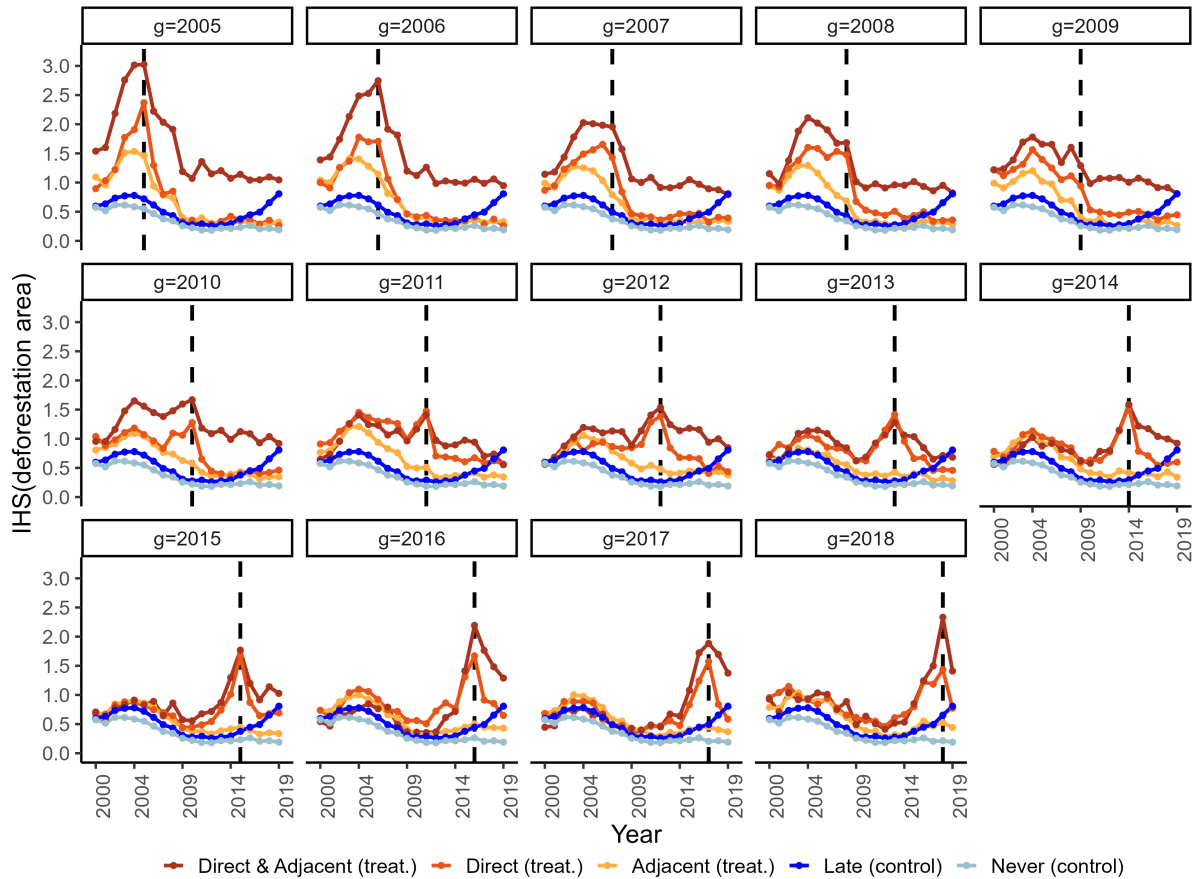 g=2005 g=2006 g=2007 g=2008 g=2009
3.0
2.5
2.0
1.5
1.0
0.5
0.0
g=2010 g=2011 g=2012 g=2013 g=2014
3.0
2.5
2.0
1.5
1.0
0.5
0.0
2000 2004 2009 2014 2019
g=2015 g=2016 g=2017 g=2018
3.0
2.5
2.0
1.5
1.0
0.5
0.0
2000 2004 2009 2014 2019 2000 2004 2009 2014 2019 2000 2004 2009 2014 2019 2000 2004 2009 2014 2019
IHS(deforestation area)
Year
Direct & Adjacent (treat.) Direct (treat.) Adjacent (treat.) Late (control) Never (control)